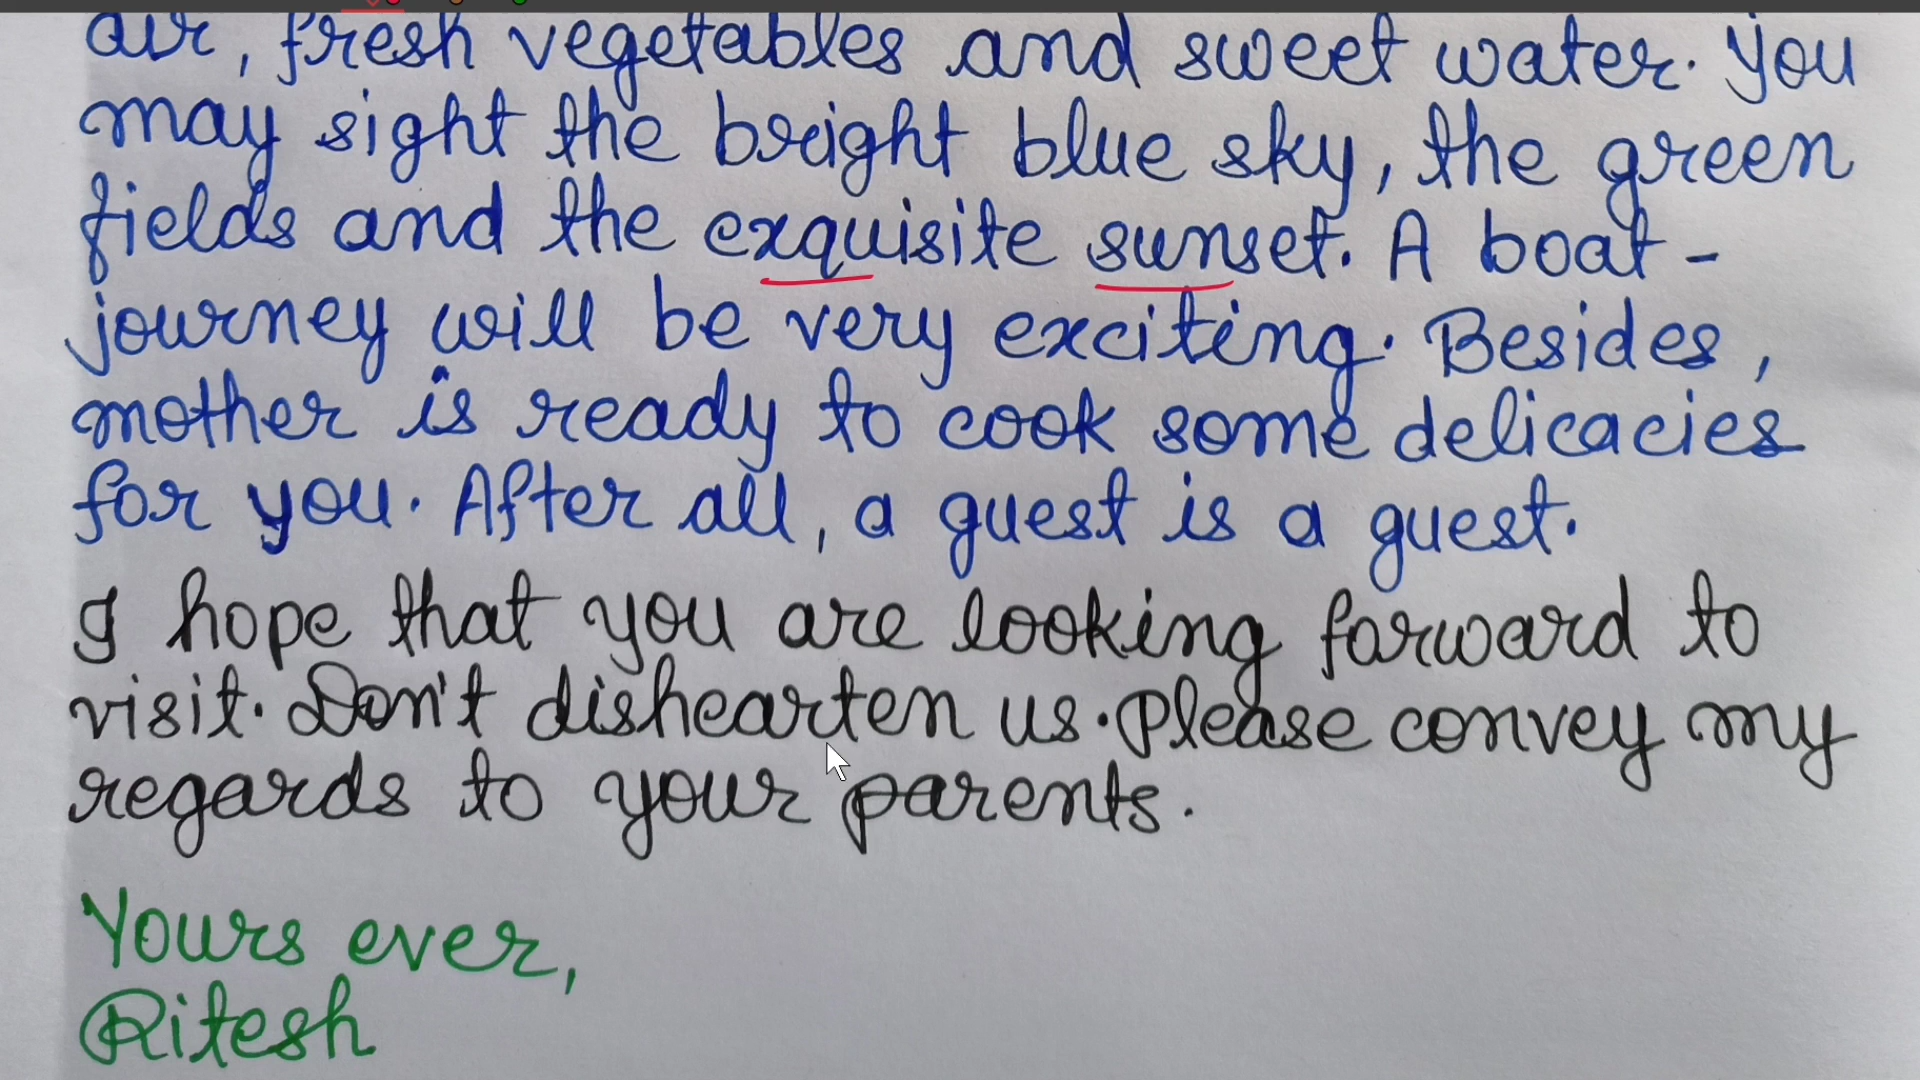 air, fresh vegetables and sweet water. You
may sight the bright blue sky, the green
fields and the exquisite sunset. A boat -
journey will be very exciting. Besides,
mother is ready to cook some delicacies
for you. After all, a guest is a guest.
I hope that you are looking forward to
visit. Don't dishearten us. Please convey my
regards to your parents.
Yours ever,
Ritesh